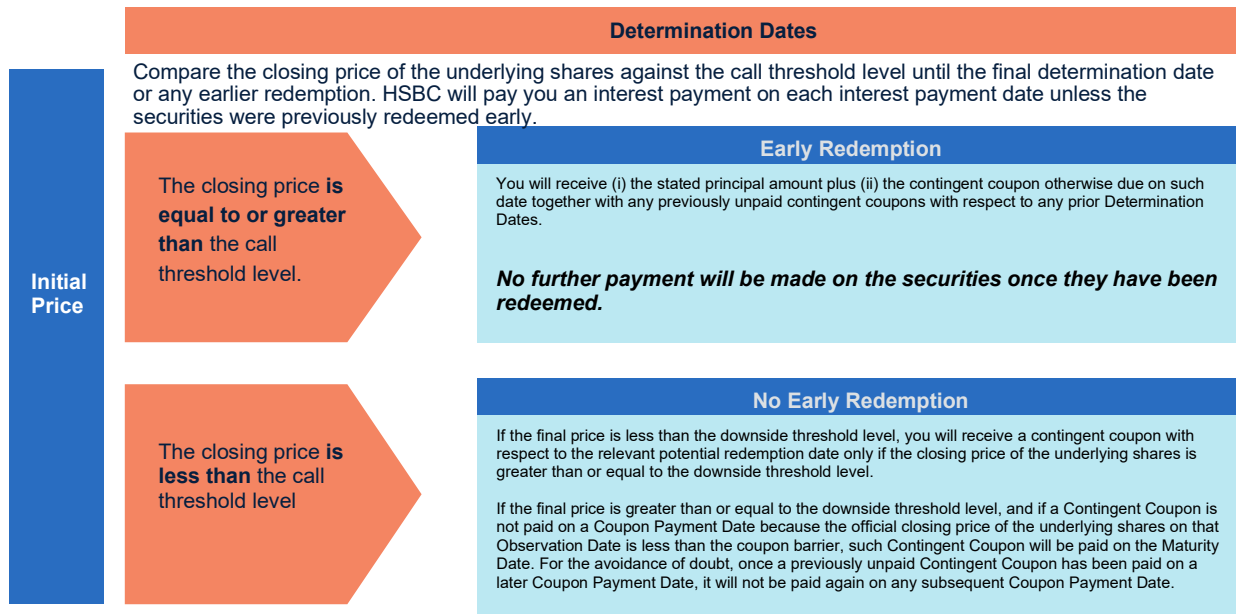 Determination Dates
Compare the closing price of the underlying shares against the call threshold level until the final determination date
or any earlier redemption. HSBC will pay you an interest payment on each interest payment date unless the
securities were previously redeemed early.
Initial
Price
The closing price is
equal to or greater
than the call
threshold level.
Early Redemption
You will receive (i) the stated principal amount plus (ii) the contingent coupon otherwise due on such
date together with any previously unpaid contingent coupons with respect to any prior Determination
Dates.
No further payment will be made on the securities once they have been
redeemed.
The closing price is
less than the call
threshold level
No Early Redemption
If the final price is less than the downside threshold level, you will receive a contingent coupon with
respect to the relevant potential redemption date only if the closing price of the underlying shares is
greater than or equal to the downside threshold level.
If the final price is greater than or equal to the downside threshold level, and if a Contingent Coupon is
not paid on a Coupon Payment Date because the official closing price of the underlying shares on that
Observation Date is less than the coupon barrier, such Contingent Coupon will be paid on the Maturity
Date. For the avoidance of doubt, once a previously unpaid Contingent Coupon has been paid on a
later Coupon Payment Date, it will not be paid again on any subsequent Coupon Payment Date.